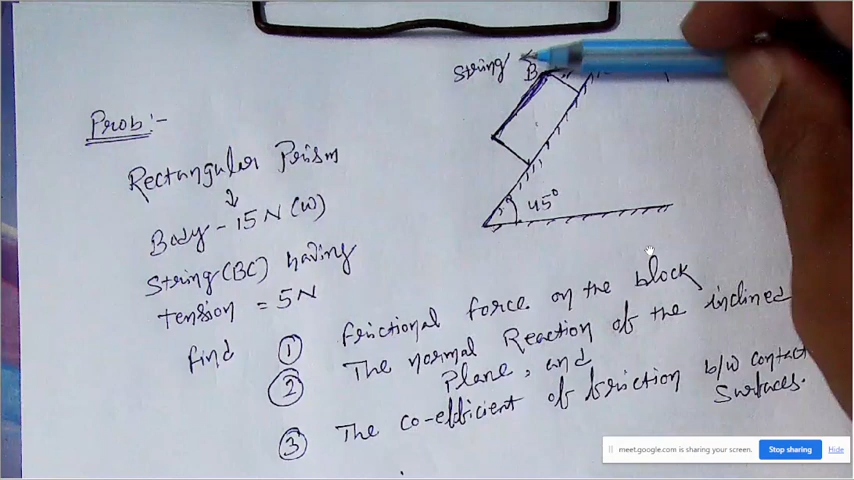 String
B
Prob:-
Rectangular Prism
45°
Body - 15 N (W)
String (BC) having
tension = 5 N
find ① frictional force on the block
② The normal Reaction of the inclined
Plane, and
③ The co-efficient of friction b/w contact
Surfaces.
meet.google.com is sharing your screen. Stop sharing Hide